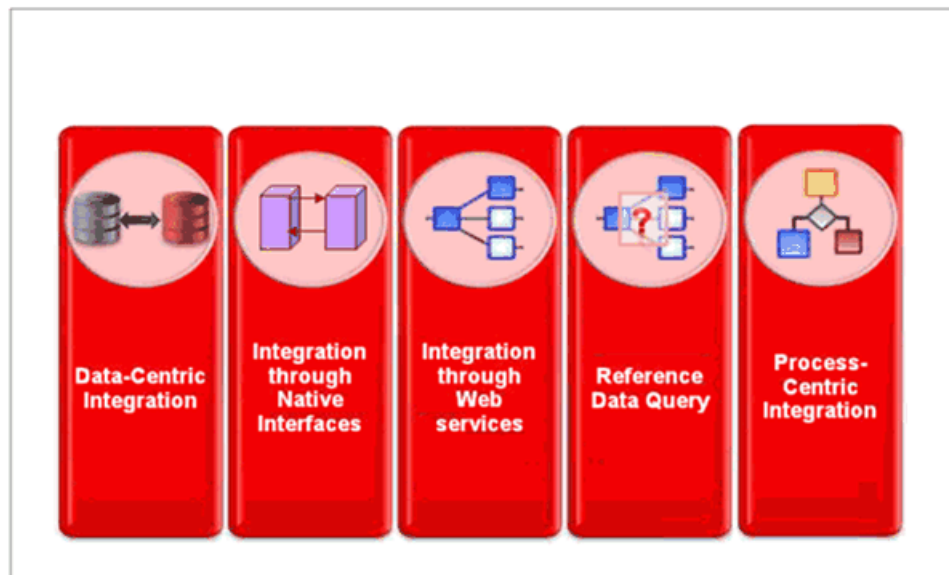 Data-Centric
Integration
Integration
through
Native
Interfaces
Integration
through
Web
services
Reference
Data Query
?
Process-
Centric
Integration